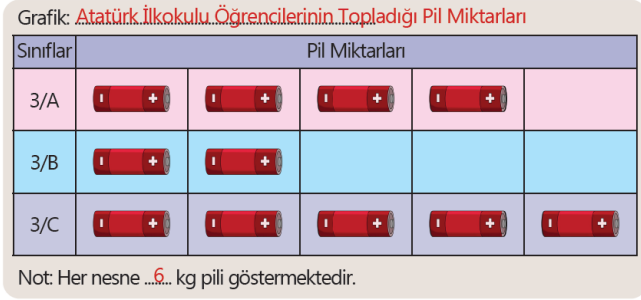 Grafik: Atatürk İlkokulu Öğrencilerinin Topladığı Pil Miktarları
Sınıflar Pil Miktarları
3/A
3/B
3/C
Not: Her nesne ...6... kg pili göstermektedir.